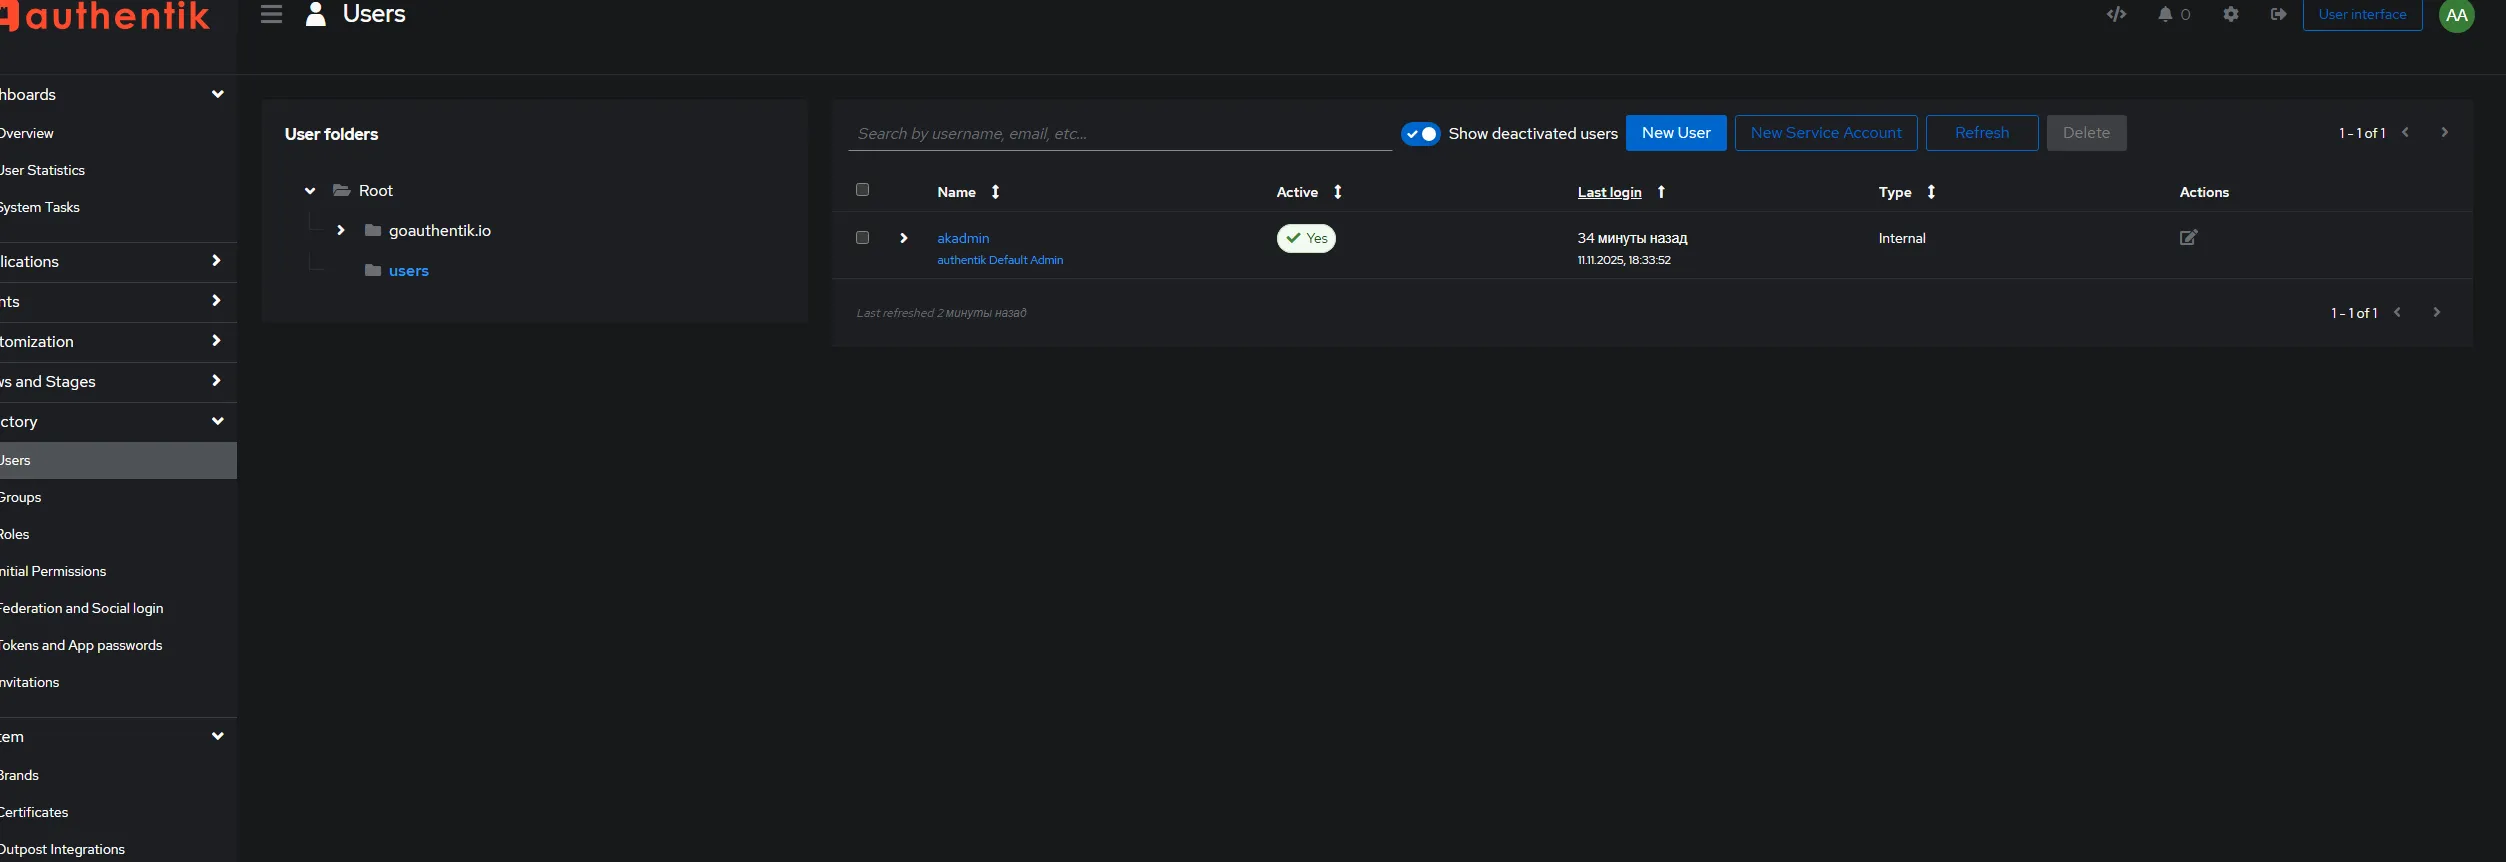 authentik
Users
0
User interface
AA
hboards
Overview
User Statistics
System Tasks
lications
nts
tomization
ws and Stages
ctory
Users
Groups
Roles
nitial Permissions
Federation and Social login
Tokens and App passwords
nvitations
tem
Brands
Certificates
Outpost Integrations
User folders
Root
goauthentik.io
users
Search by username, email, etc...
Show deactivated users
New User
New Service Account
Refresh
Delete
1 - 1 of 1
Name
Active
Last login
Type
Actions
akadmin
authentik Default Admin
Yes
34 минуты назад
11.11.2025, 18:33:52
Internal
Last refreshed 2 минуты назад
1 - 1 of 1